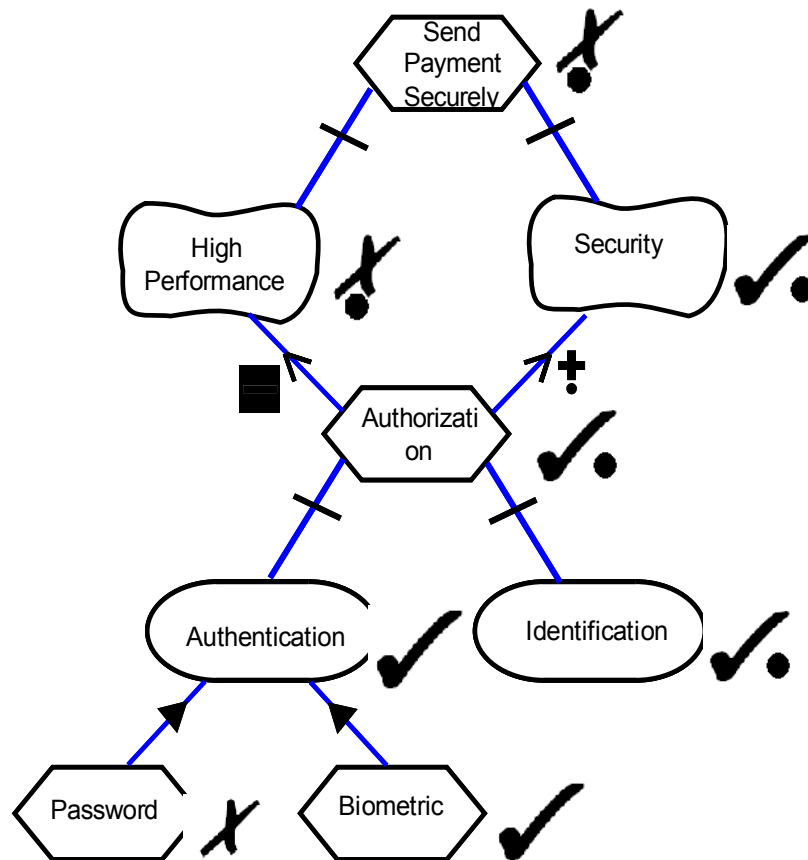 Send
Payment
Securely
High
Performance
Security
Authorizati
on
Authentication
Identification
Password
Biometric